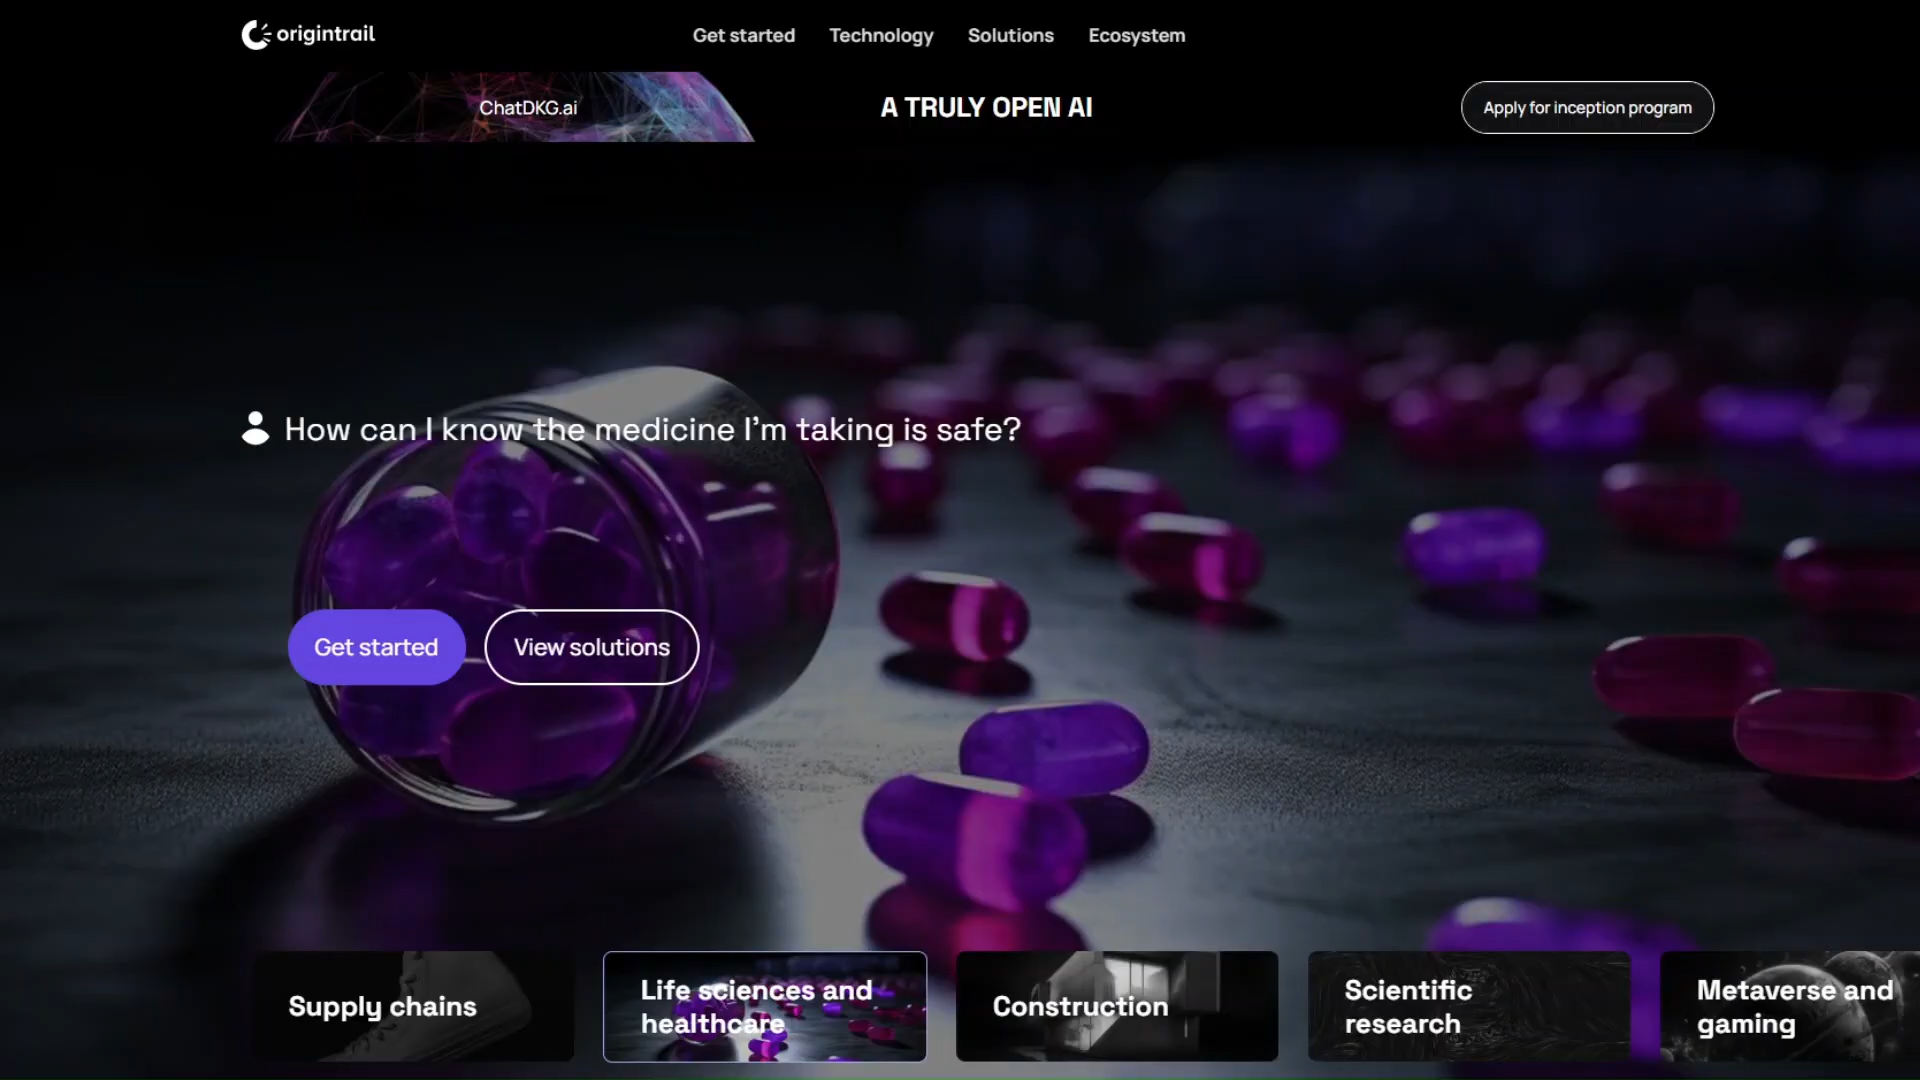 origintrail
Get started
Technology
Solutions
Ecosystem
ChatDKG.ai
A TRULY OPEN AI
Apply for inception program
How can I know the medicine I'm taking is safe?
Get started
View solutions
Supply chains
Life sciences and
healthcare
Construction
Scientific
research
Metaverse and
gaming